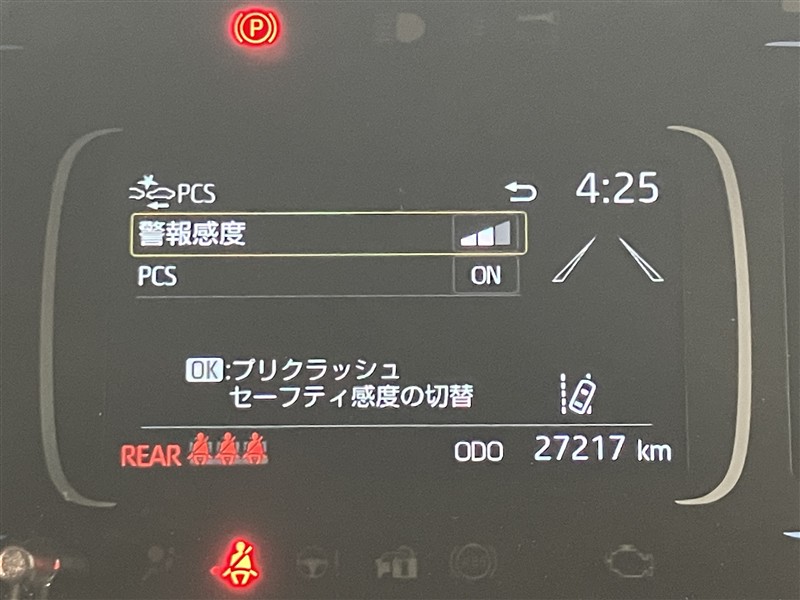 P
PCS
4:25
警報感度
PCS ON
OK:プリクラッシュ
セーフティ感度の切替
REAR ODO 27217 km